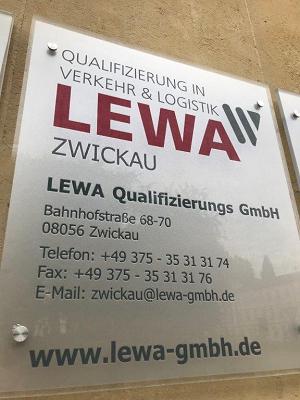 QUALIFIZIERUNG IN
VERKEHR & LOGISTIK
LEWA
ZWICKAU
LEWA Qualifizierungs GmbH
Bahnhofstraße 68-70
08056 Zwickau
Telefon: +49 375 - 35 31 31 74
Fax: +49 375 - 35 31 31 76
E-Mail: zwickau@lewa-gmbh.de
www.lewa-gmbh.de